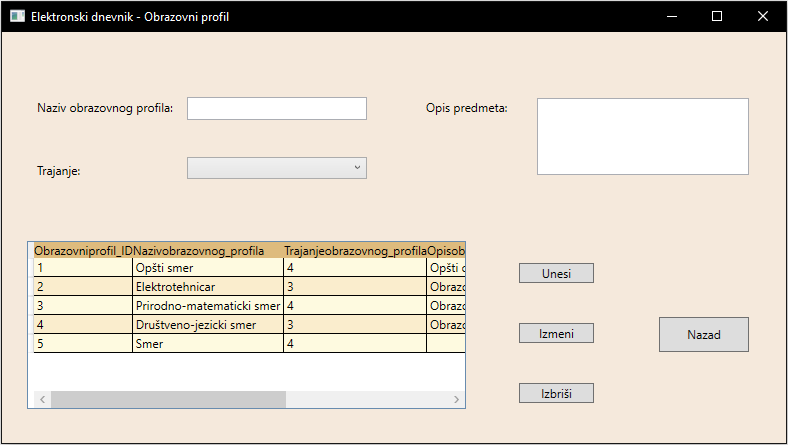 Elektronski dnevnik - Obrazovni profil
Naziv obrazovnog profila:
Opis predmeta:
Trajanje:
Obrazovniprofil_ID Nazivobrazovnog_profila Trajanjeobrazovnog_profila Opisob
1 Opšti smer 4 Opšti
2 Elektrotehnicar 3 Obrazo
3 Prirodno-matematicki smer 4 Obrazo
4 Društveno-jezicki smer 3 Obrazo
5 Smer 4
Unesi
Izmeni
Nazad
Izbriši